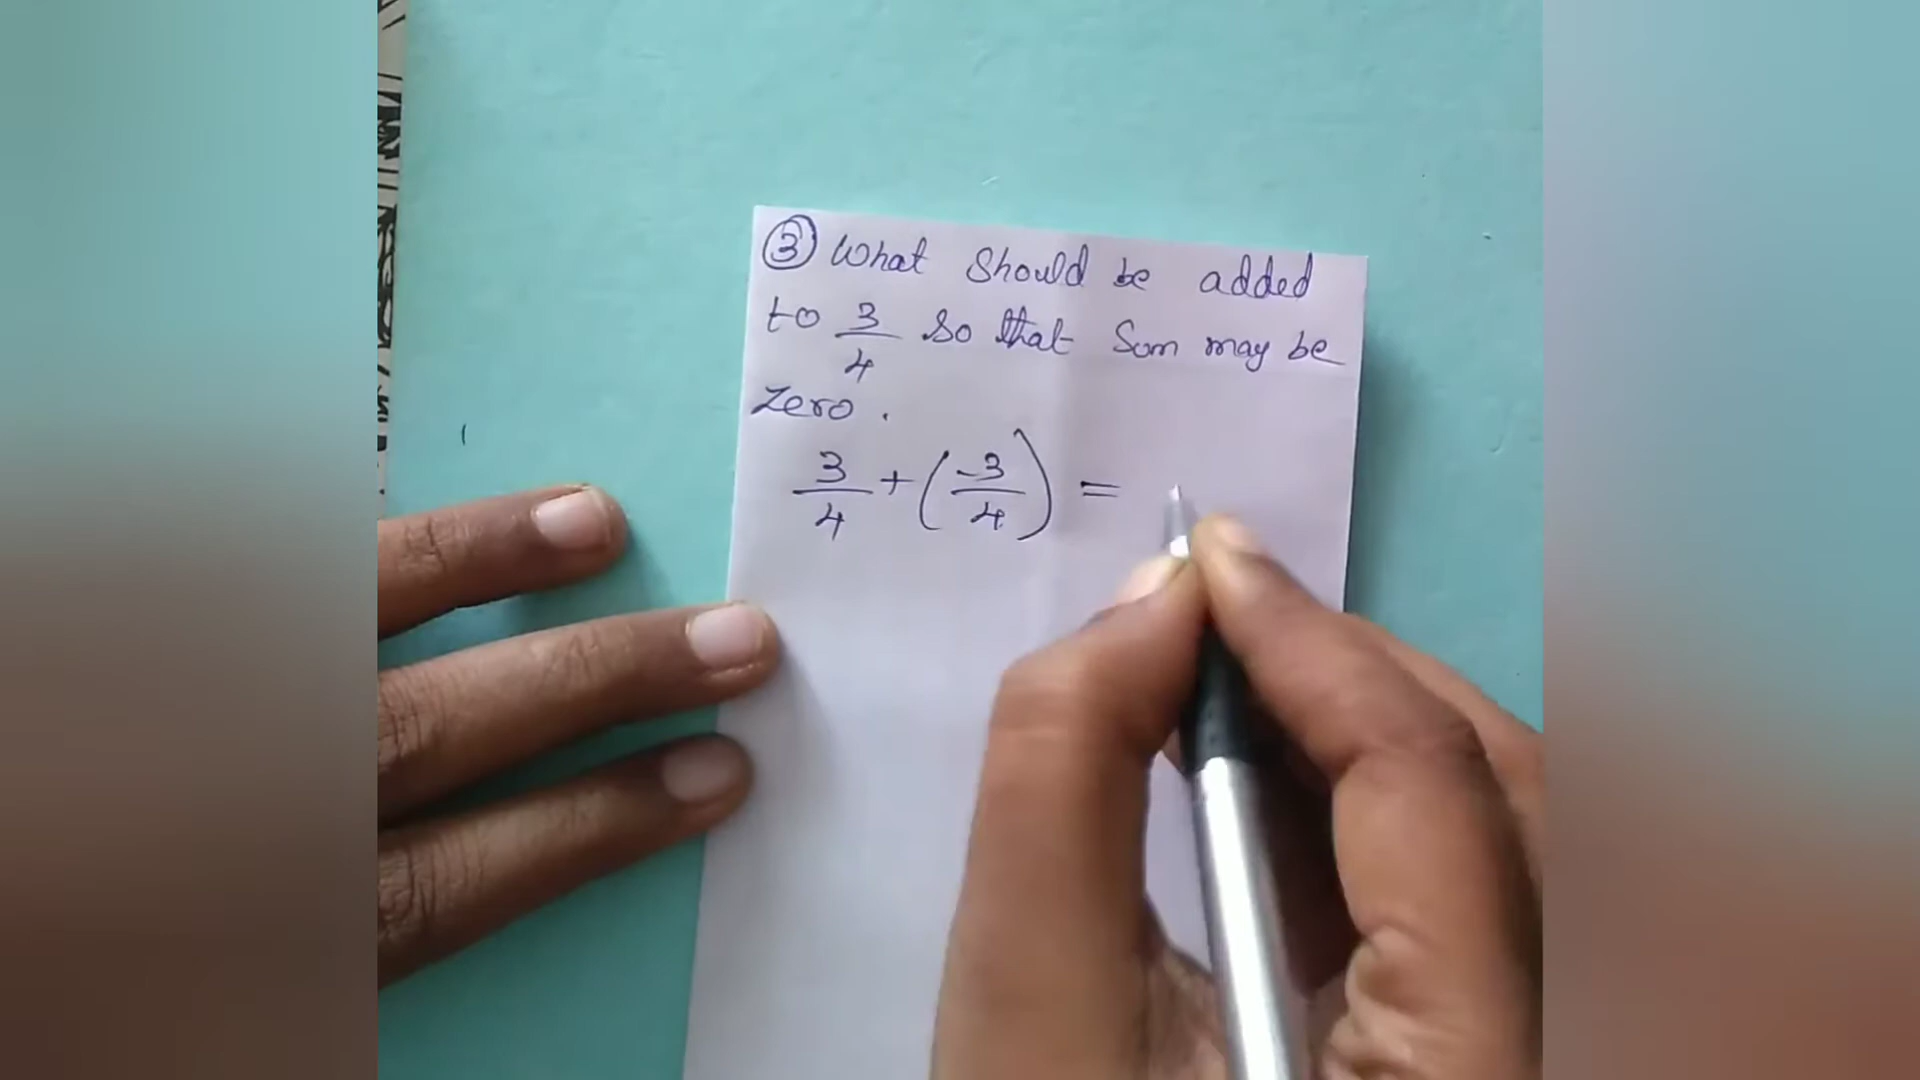 ③ What should be added
to 3/4 so that Sum may be
Zero.
3/4 + (-3/4) =